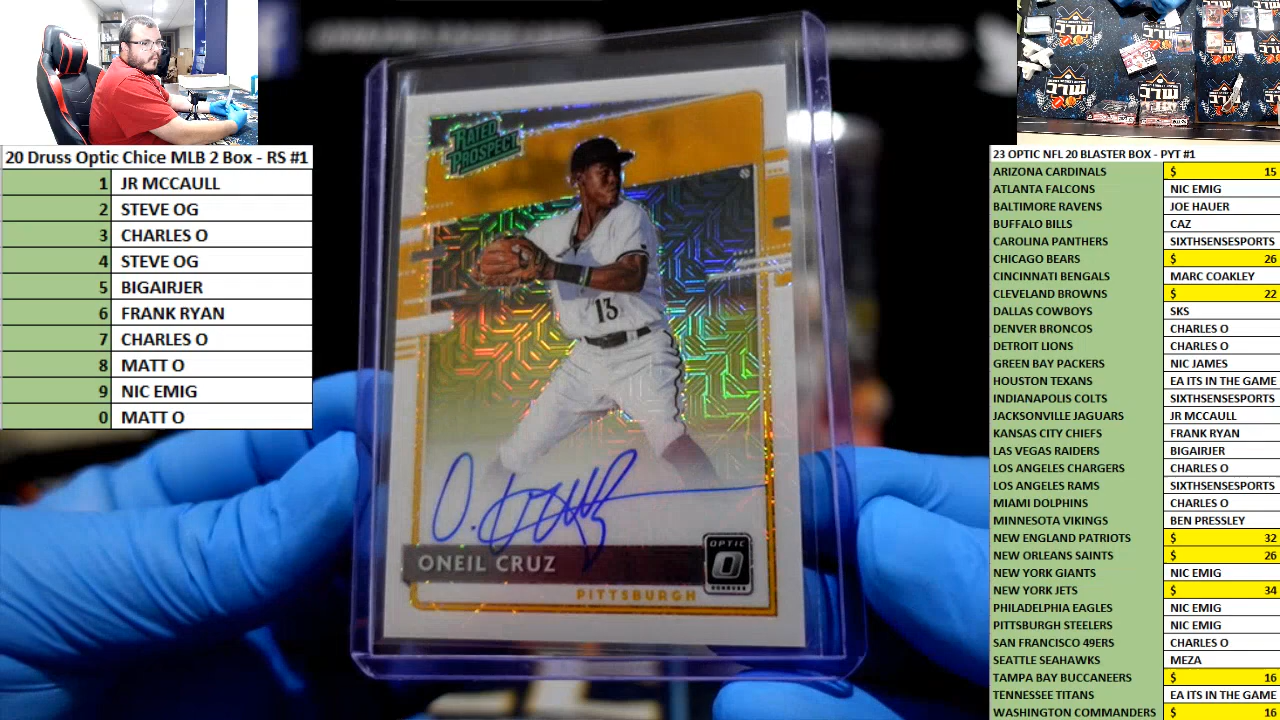 20 Druss Optic Chice MLB 2 Box - RS #1
1 JR MCCAULL
2 STEVE OG
3 CHARLES O
4 STEVE OG
5 BIGAIRJER
6 FRANK RYAN
7 CHARLES O
8 MATT O
9 NIC EMIG
0 MATT O
RATED
PROSPECT
13
O. Cruz
ONEIL CRUZ
OPTIC
DONRUSS
PITTSBURGH
23 OPTIC NFL 20 BLASTER BOX - PYT #1
ARIZONA CARDINALS $ 15
ATLANTA FALCONS NIC EMIG
BALTIMORE RAVENS JOE HAUER
BUFFALO BILLS CAZ
CAROLINA PANTHERS SIXTHSENSESPORTS
CHICAGO BEARS $ 26
CINCINNATI BENGALS MARC COAKLEY
CLEVELAND BROWNS $ 22
DALLAS COWBOYS SKS
DENVER BRONCOS CHARLES O
DETROIT LIONS CHARLES O
GREEN BAY PACKERS NIC JAMES
HOUSTON TEXANS EA ITS IN THE GAME
INDIANAPOLIS COLTS SIXTHSENSESPORTS
JACKSONVILLE JAGUARS JR MCCAULL
KANSAS CITY CHIEFS FRANK RYAN
LAS VEGAS RAIDERS BIGAIRJER
LOS ANGELES CHARGERS CHARLES O
LOS ANGELES RAMS SIXTHSENSESPORTS
MIAMI DOLPHINS CHARLES O
MINNESOTA VIKINGS BEN PRESSLEY
NEW ENGLAND PATRIOTS $ 32
NEW ORLEANS SAINTS $ 26
NEW YORK GIANTS NIC EMIG
NEW YORK JETS $ 34
PHILADELPHIA EAGLES NIC EMIG
PITTSBURGH STEELERS NIC EMIG
SAN FRANCISCO 49ERS CHARLES O
SEATTLE SEAHAWKS MEZA
TAMPA BAY BUCCANEERS $ 16
TENNESSEE TITANS EA ITS IN THE GAME
WASHINGTON COMMANDERS $ 16